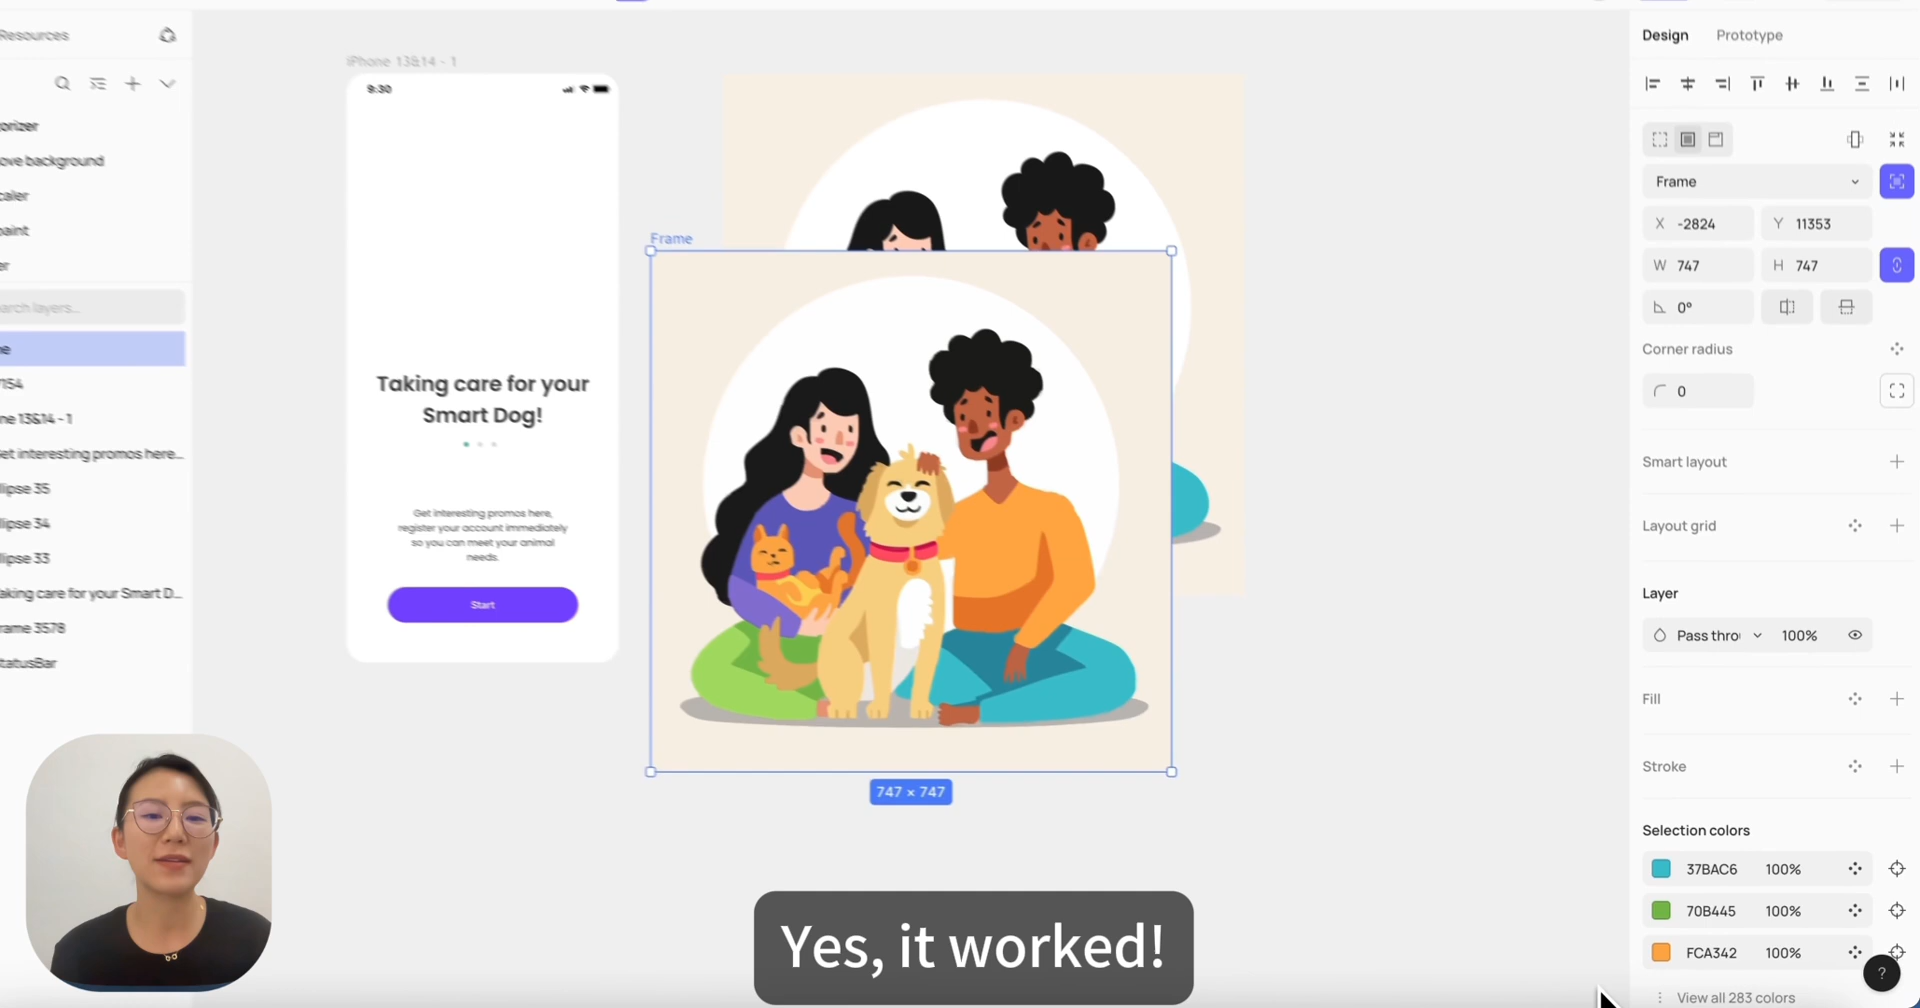 Resources
orizer
ove background
caler
paint
er
arch layers...
e
7154
ne 13&14 - 1
et interesting promos here...
lipse 35
lipse 34
lipse 33
aking care for your Smart D...
rame 3578
tatusBar
iPhone 13&14 - 1
9:30
Taking care for your
Smart Dog!
Get interesting promos here,
register your account immediately
so you can meet your animal
needs.
Start
Frame
747 × 747
Yes, it worked!
Design Prototype
Frame
X -2824 Y 11353
W 747 H 747
0°
Corner radius
0
Smart layout
Layout grid
Layer
Pass thro 100%
Fill
Stroke
Selection colors
37BAC6 100%
70B445 100%
FCA342 100%
?
View all 283 colors